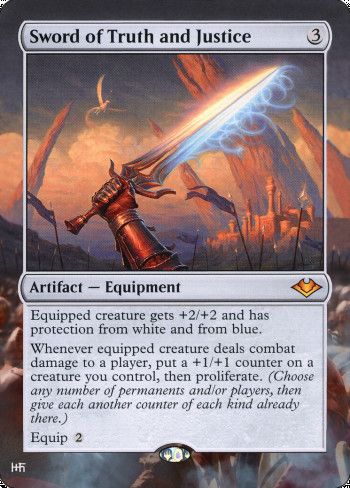 Sword of Truth and Justice 3
Artifact — Equipment
Equipped creature gets +2/+2 and has
protection from white and from blue.
Whenever equipped creature deals combat
damage to a player, put a +1/+1 counter on
a creature you control, then proliferate. (Choose
any number of permanents and/or players, then
give each another counter of each kind already
there.)
Equip 2